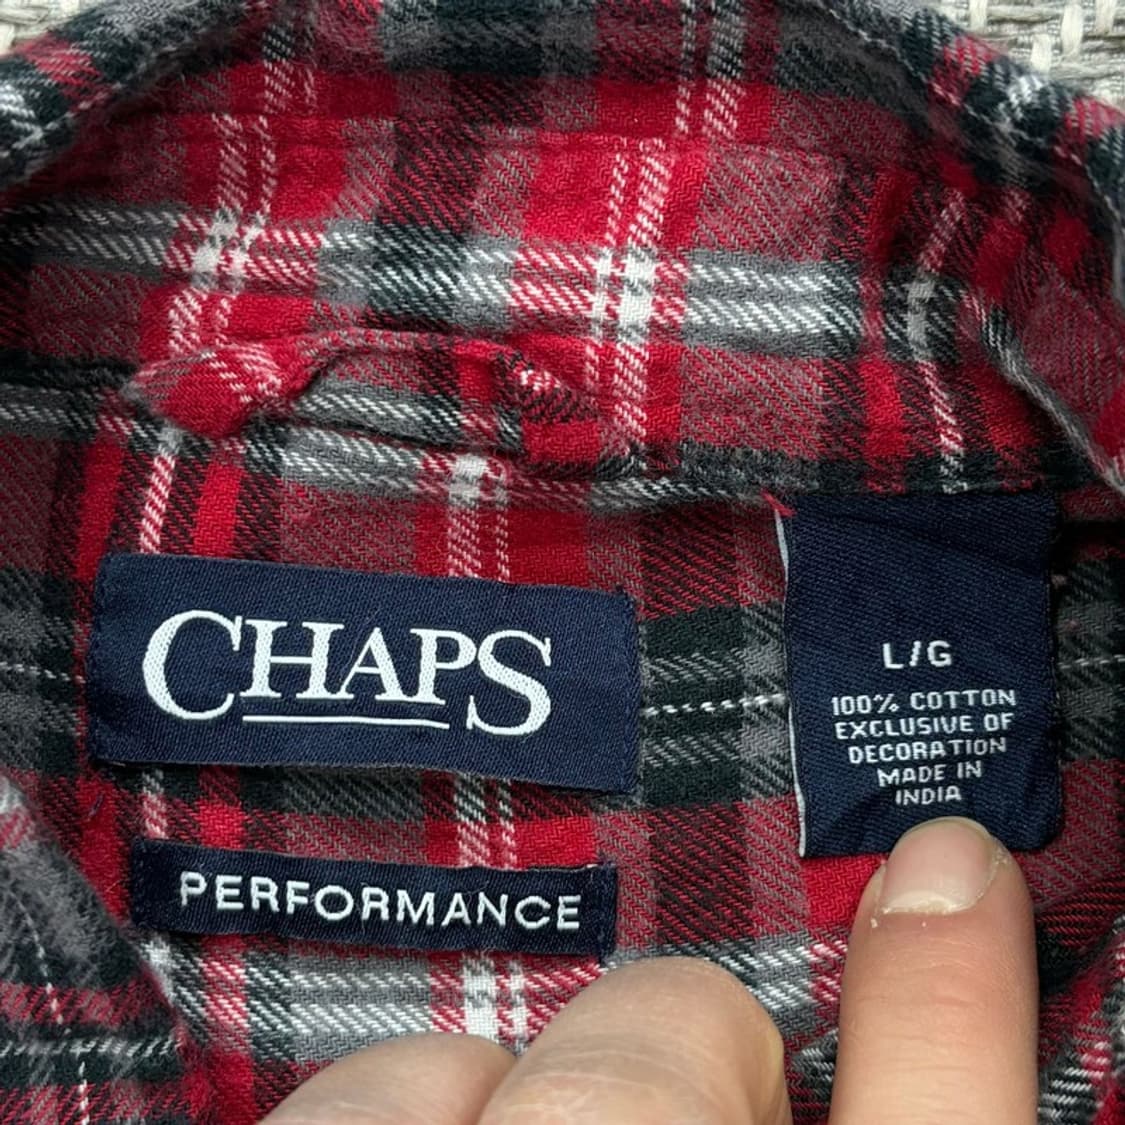 CHAPS
PERFORMANCE
L/G
100% COTTON
EXCLUSIVE OF
DECORATION
MADE IN
INDIA